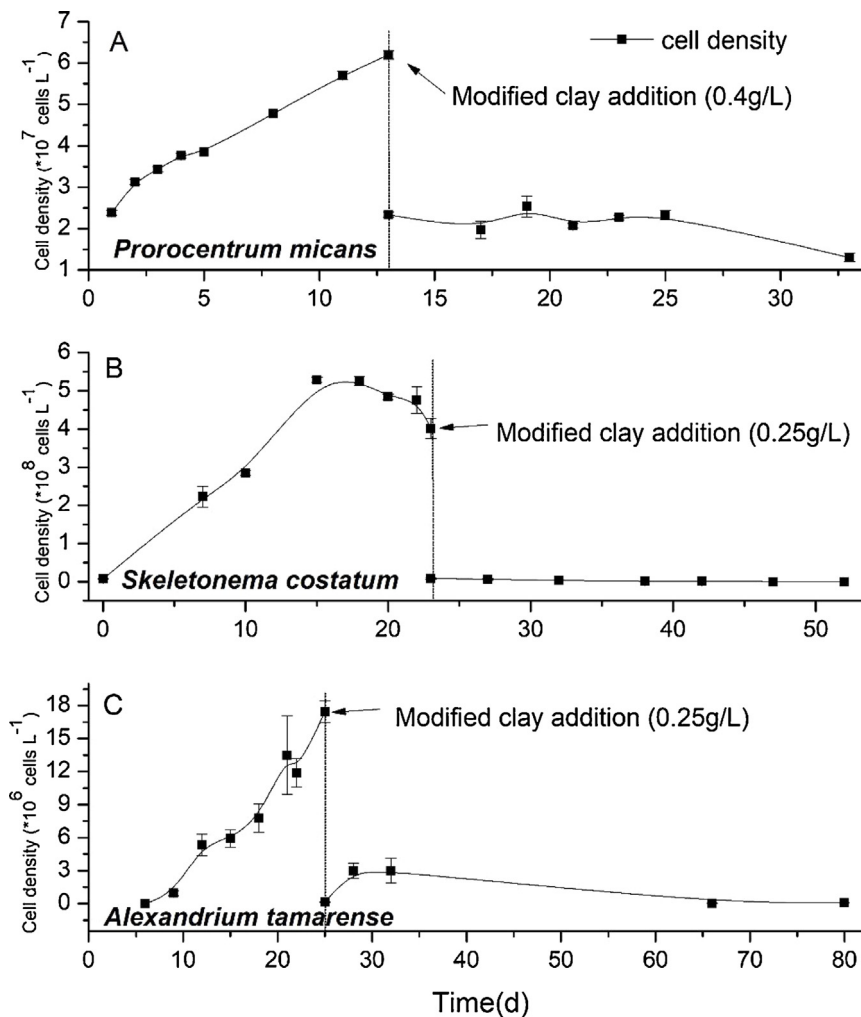 A
cell density
Modified clay addition (0.4g/L)
Cell density (*10^7 cells L^-1)
7
6
5
4
3
2
1
Prorocentrum micans
0 5 10 15 20 25 30
B
Modified clay addition (0.25g/L)
Cell density (*10^8 cells L^-1)
6
5
4
3
2
1
0
Skeletonema costatum
0 10 20 30 40 50
C
Modified clay addition (0.25g/L)
Cell density (*10^6 cells L^-1)
18
15
12
9
6
3
0
Alexandrium tamarense
0 10 20 30 40 50 60 70 80
Time(d)